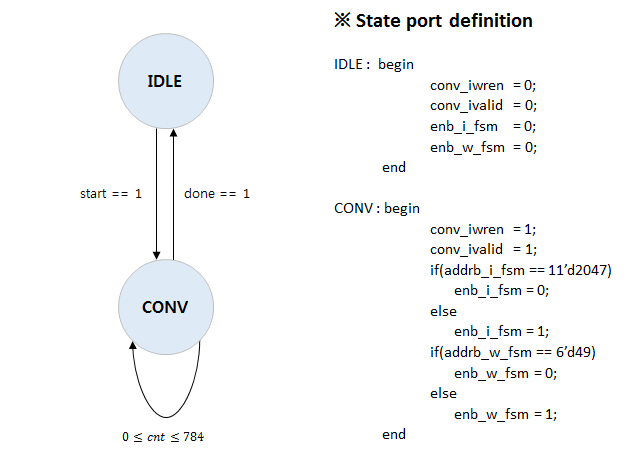 ※ State port definition
IDLE
start == 1
done == 1
CONV
0 ≤ cnt ≤ 784
IDLE : begin
conv_iwren = 0;
conv_ivalid = 0;
enb_i_fsm = 0;
enb_w_fsm = 0;
end
CONV : begin
conv_iwren = 1;
conv_ivalid = 1;
if(addrb_i_fsm == 11’d2047)
enb_i_fsm = 0;
else
enb_i_fsm = 1;
if(addrb_w_fsm == 6’d49)
enb_w_fsm = 0;
else
enb_w_fsm = 1;
end